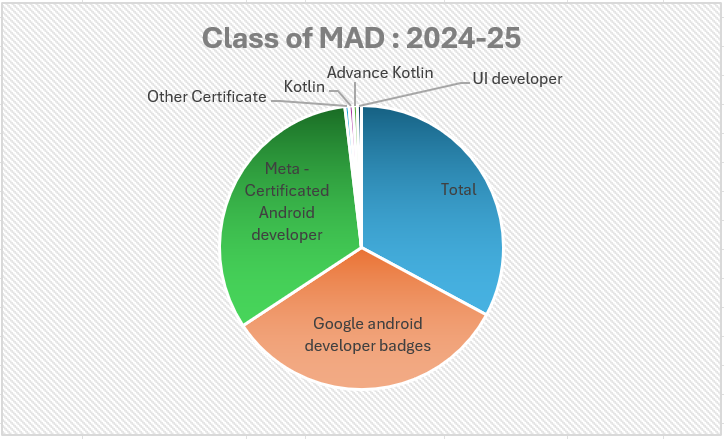 Class of MAD : 2024-25
Advance Kotlin
UI developer
Kotlin
Other Certificate
Meta -
Certificated
Android
developer
Total
Google android
developer badges